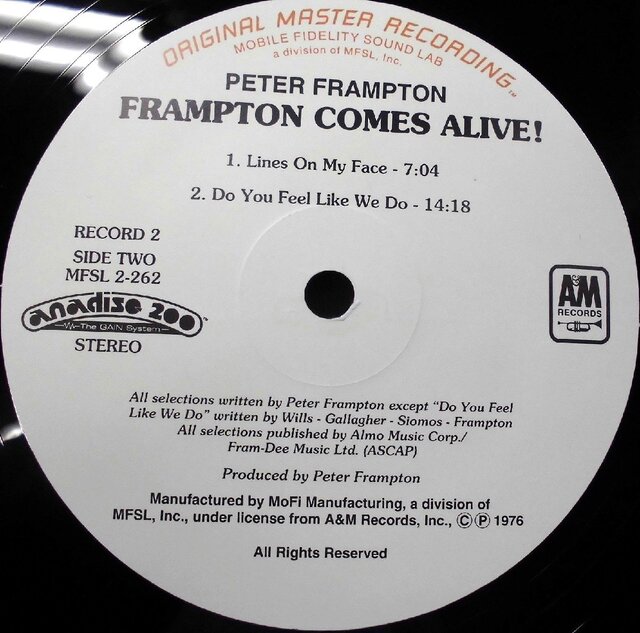 ORIGINAL MASTER RECORDING™
MOBILE FIDELITY SOUND LAB
a division of MFSL, Inc.
PETER FRAMPTON
FRAMPTON COMES ALIVE!
1. Lines On My Face - 7:04
2. Do You Feel Like We Do - 14:18
RECORD 2
SIDE TWO
MFSL 2-262
anadisc 200
The GAIN System
STEREO
A&M
RECORDS
All selections written by Peter Frampton except "Do You Feel
Like We Do" written by Wills - Gallagher - Siomos - Frampton
All selections published by Almo Music Corp./
Fram-Dee Music Ltd. (ASCAP)
Produced by Peter Frampton
Manufactured by MoFi Manufacturing, a division of
MFSL, Inc., under license from A&M Records, Inc., ©℗ 1976
All Rights Reserved